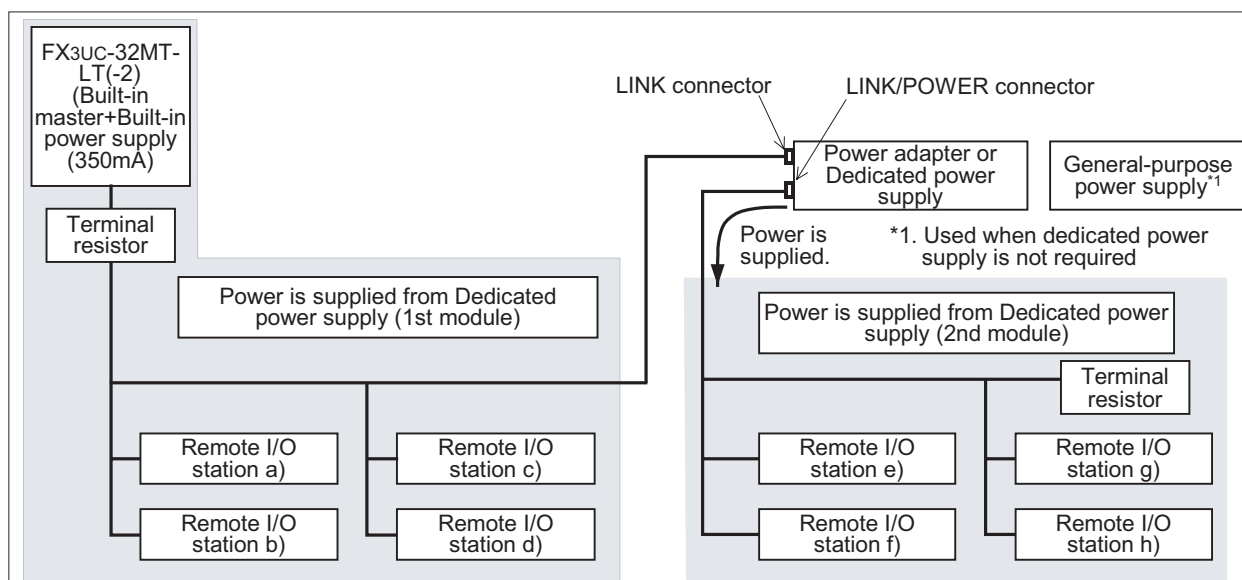 FX3UC-32MT-
LT(-2)
(Built-in
master+Built-in
power supply
(350mA)
Terminal
resistor
LINK connector
LINK/POWER connector
Power adapter or
Dedicated power
supply
General-purpose
power supply*1
Power is
supplied.
*1. Used when dedicated power
supply is not required
Power is supplied from Dedicated
power supply (1st module)
Power is supplied from Dedicated power
supply (2nd module)
Terminal
resistor
Remote I/O
station a)
Remote I/O
station c)
Remote I/O
station e)
Remote I/O
station g)
Remote I/O
station b)
Remote I/O
station d)
Remote I/O
station f)
Remote I/O
station h)